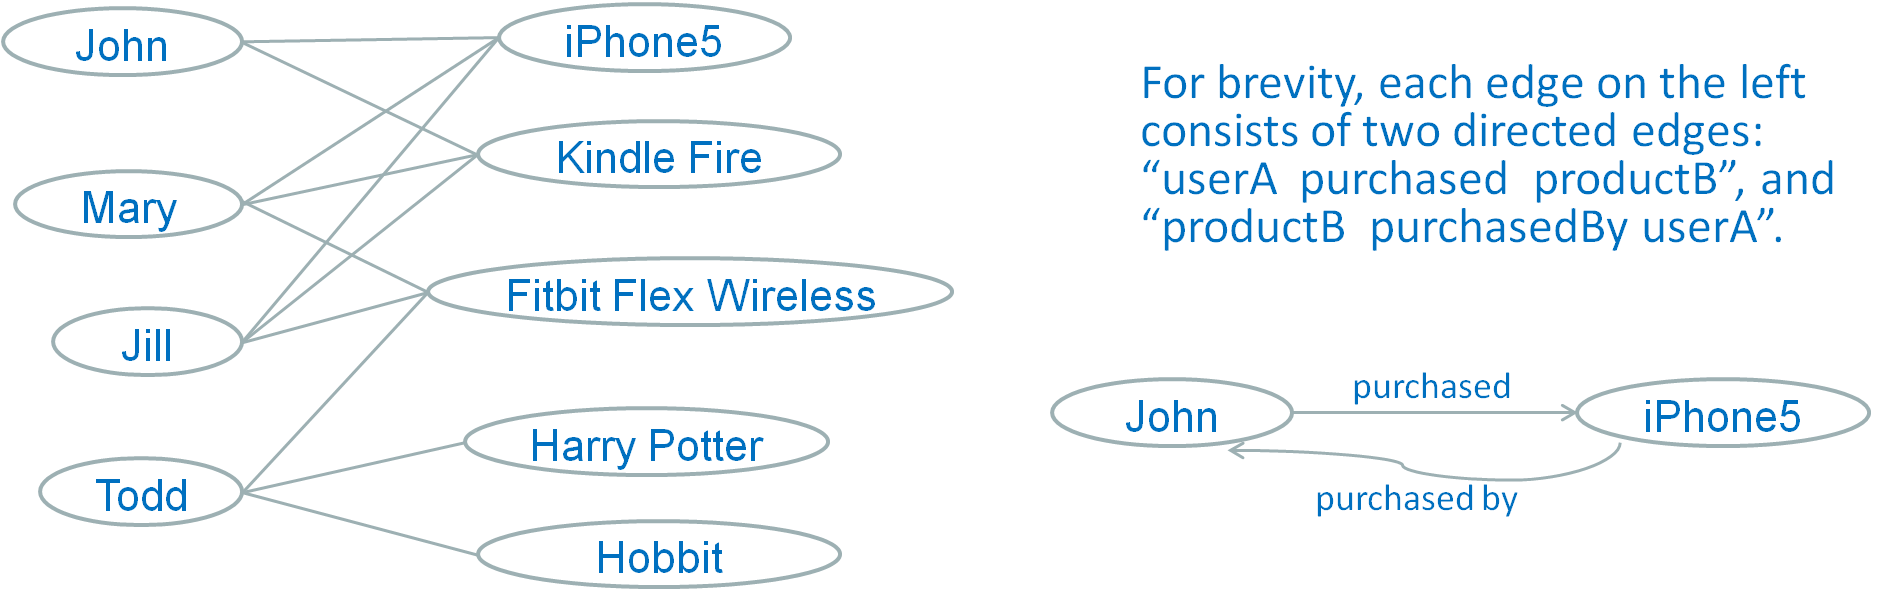 John
iPhone5
Kindle Fire
Mary
Fitbit Flex Wireless
Jill
Harry Potter
Todd
Hobbit
For brevity, each edge on the left
consists of two directed edges:
“userA purchased productB”, and
“productB purchasedBy userA”.
purchased
John
iPhone5
purchased by